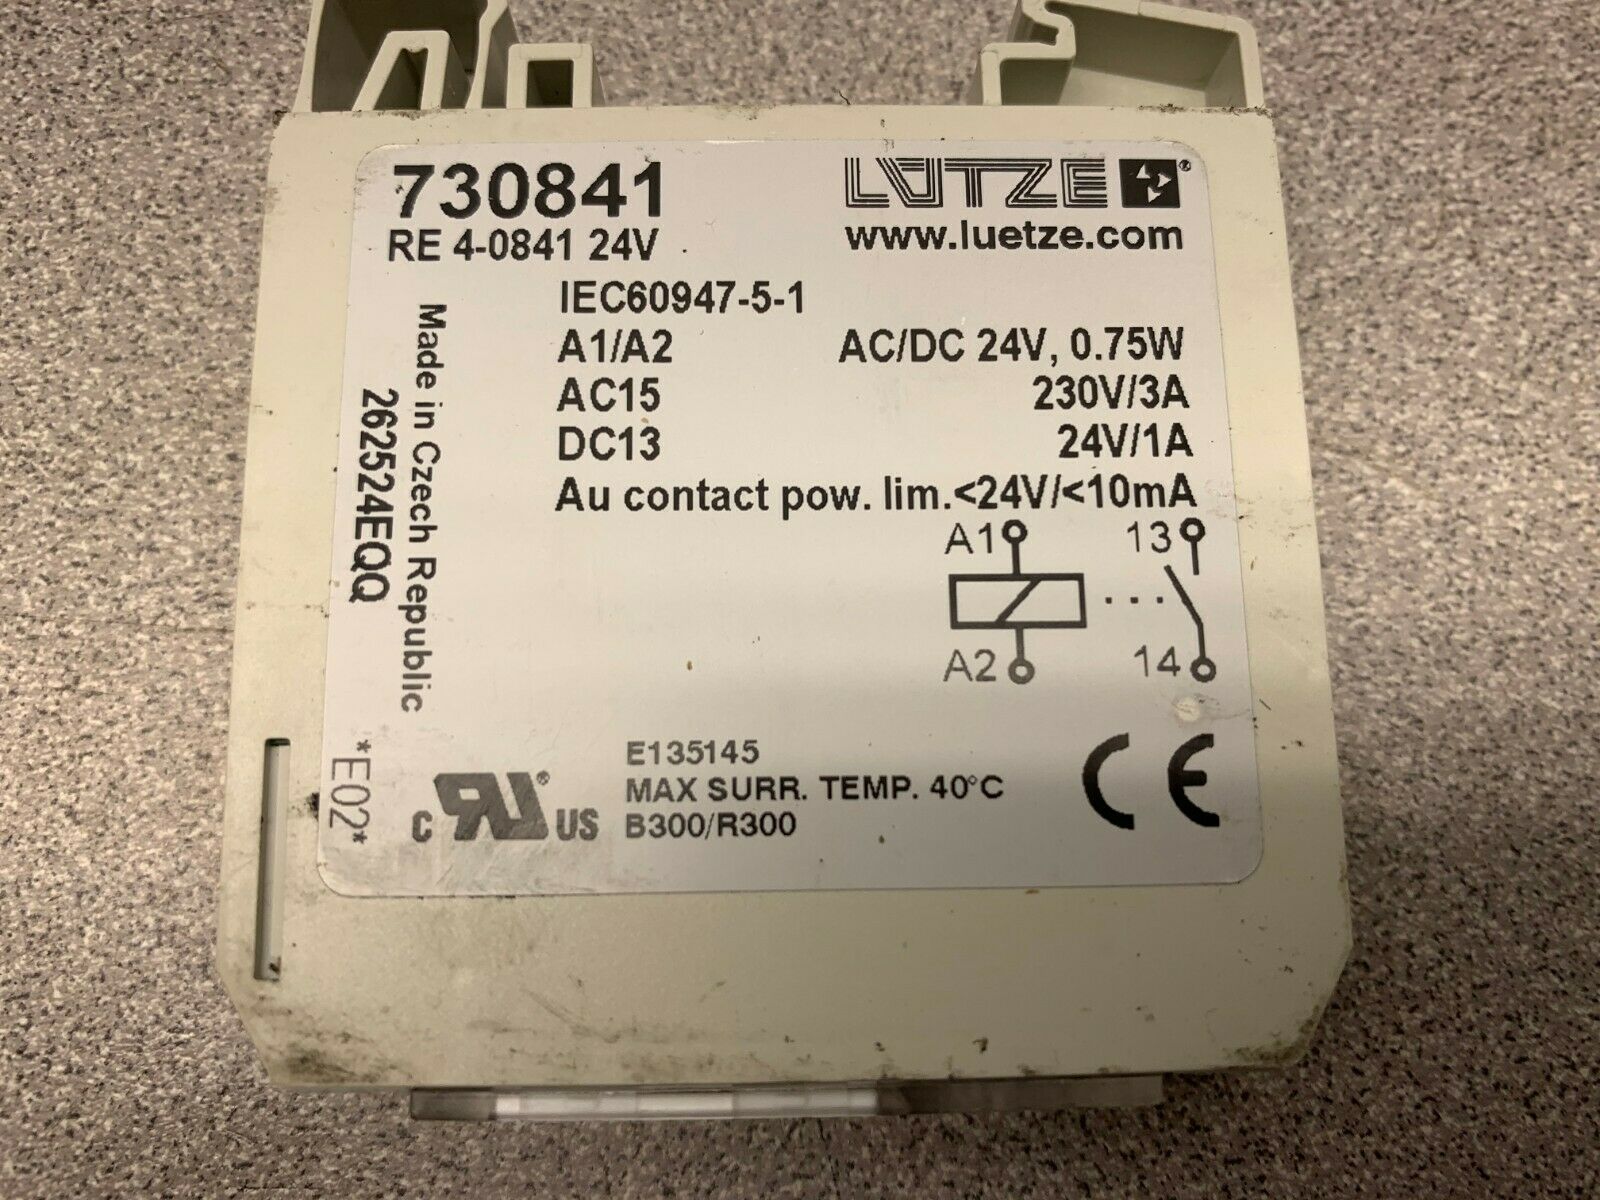 730841
RE 4-0841 24V
LÜTZE ®
www.luetze.com
IEC60947-5-1
A1/A2 AC/DC 24V, 0.75W
AC15 230V/3A
DC13 24V/1A
Au contact pow. lim.<24V/<10mA
A1 13
A2 14
Made in Czech Republic
262524EQQ
*E02*
c RU ® US
E135145
MAX SURR. TEMP. 40°C
B300/R300
CE